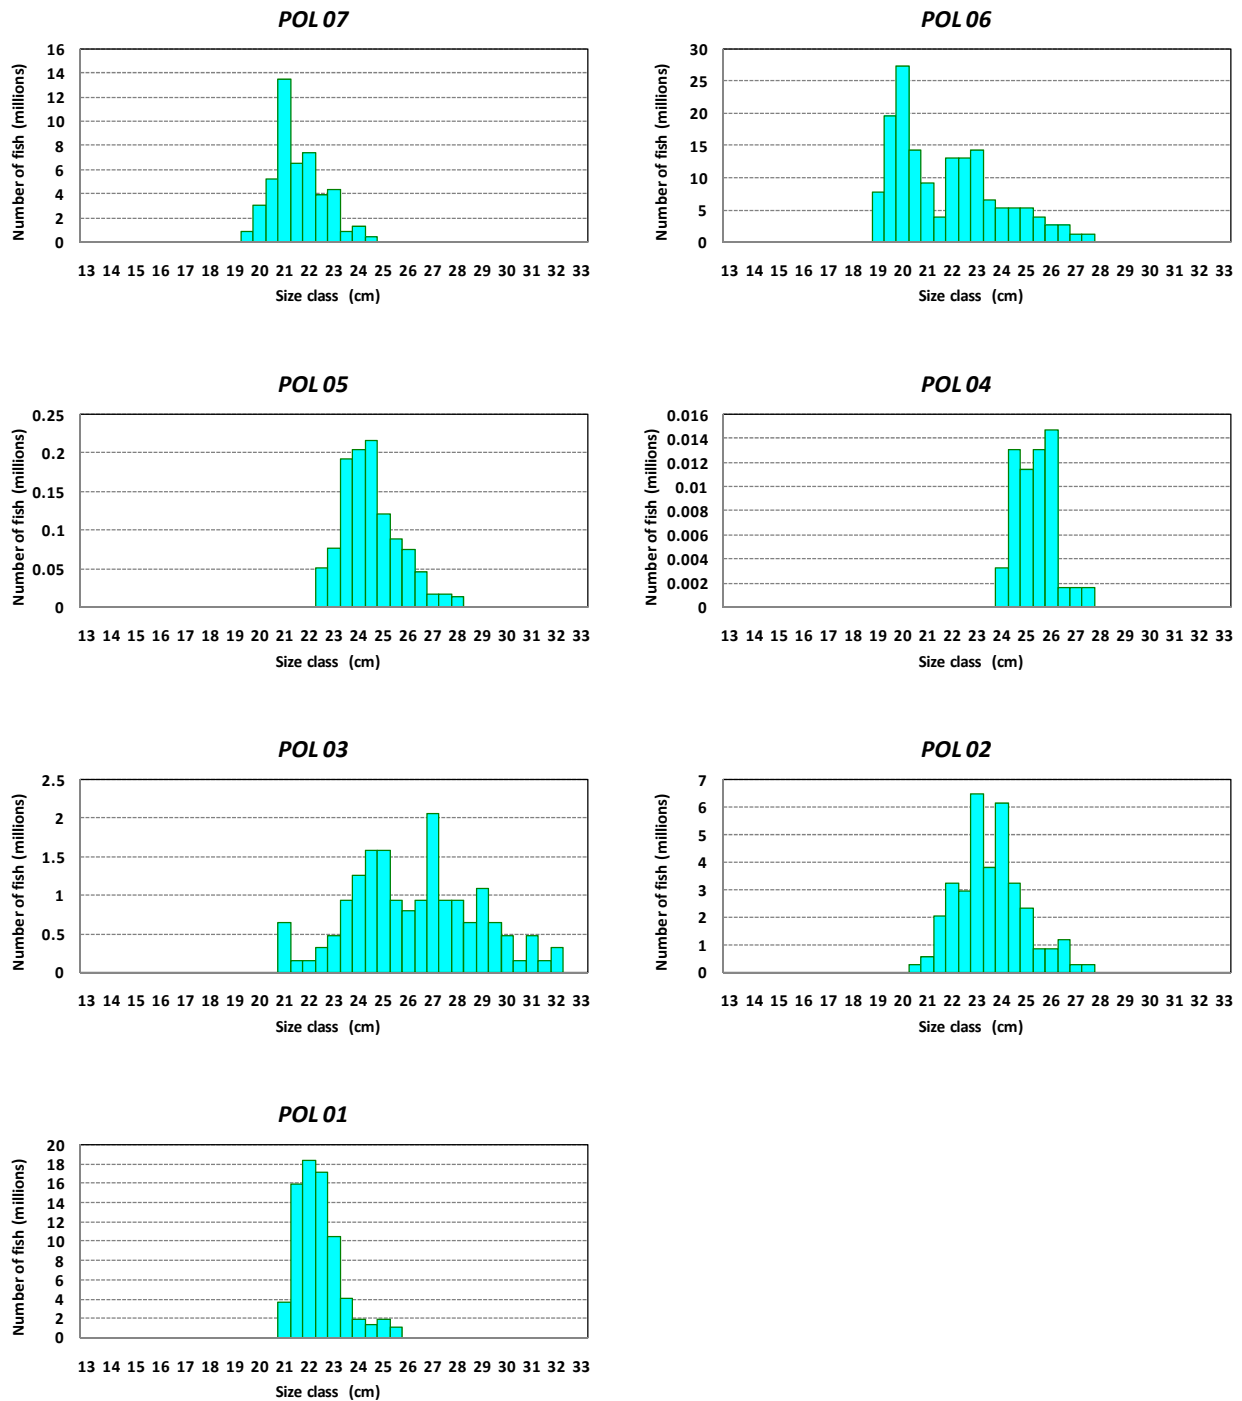 POL 07
16
14
12
10
8
6
4
2
0
Number of fish (millions)
13 14 15 16 17 18 19 20 21 22 23 24 25 26 27 28 29 30 31 32 33
Size class (cm)
POL 06
30
25
20
15
10
5
0
Number of fish (millions)
13 14 15 16 17 18 19 20 21 22 23 24 25 26 27 28 29 30 31 32 33
Size class (cm)
POL 05
0.25
0.2
0.15
0.1
0.05
0
Number of fish (millions)
13 14 15 16 17 18 19 20 21 22 23 24 25 26 27 28 29 30 31 32 33
Size class (cm)
POL 04
0.016
0.014
0.012
0.01
0.008
0.006
0.004
0.002
0
Number of fish (millions)
13 14 15 16 17 18 19 20 21 22 23 24 25 26 27 28 29 30 31 32 33
Size class (cm)
POL 03
2.5
2
1.5
1
0.5
0
Number of fish (millions)
13 14 15 16 17 18 19 20 21 22 23 24 25 26 27 28 29 30 31 32 33
Size class (cm)
POL 02
7
6
5
4
3
2
1
0
Number of fish (millions)
13 14 15 16 17 18 19 20 21 22 23 24 25 26 27 28 29 30 31 32 33
Size class (cm)
POL 01
20
18
16
14
12
10
8
6
4
2
0
Number of fish (millions)
13 14 15 16 17 18 19 20 21 22 23 24 25 26 27 28 29 30 31 32 33
Size class (cm)